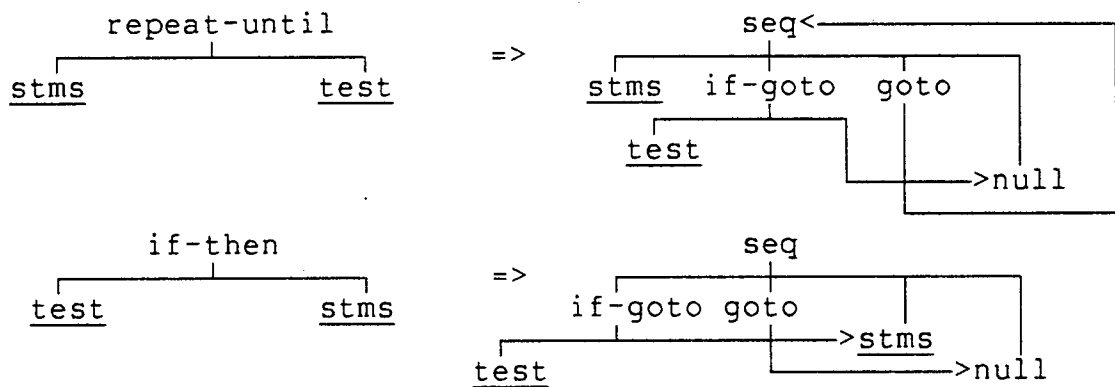 repeat-until => seq<
stms test stms if-goto goto
test
>null
if-then => seq
test stms if-goto goto
>stms
test >null